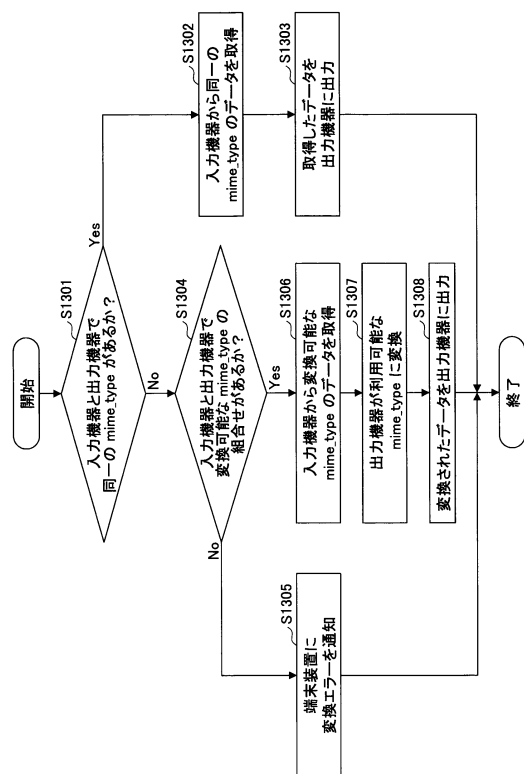 開始
S1301
入力機器と出力機器で
同一の mime_type があるか？
Yes
No
S1302
入力機器から同一の
mime_type のデータを取得
S1303
取得したデータを
出力機器に出力
S1304
入力機器と出力機器で
変換可能な mime_type の
組合せがあるか？
No
Yes
S1305
端末装置に
変換エラーを通知
S1306
入力機器から変換可能な
mime_type のデータを取得
S1307
出力機器が利用可能な
mime_type に変換
S1308
変換されたデータを出力機器に出力
終了